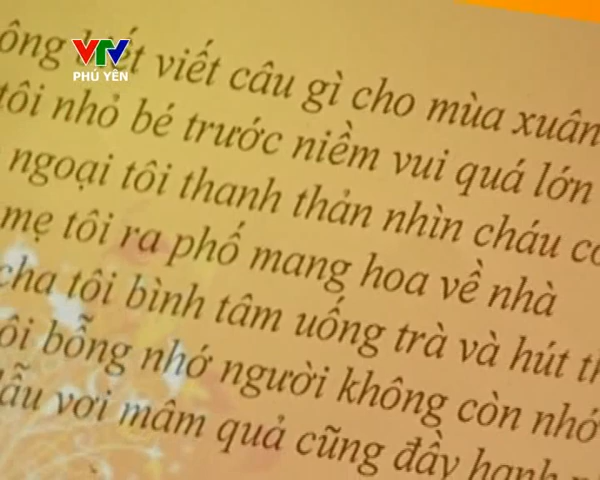 VTV
PHÚ YÊN
viết câu gì cho mùa xuân
tôi nhỏ bé trước niềm vui quá lớn
ngoại tôi thanh thản nhìn cháu
mẹ tôi ra phố mang hoa về nhà
cha tôi bình tâm uống trà và hút
bỗng nhớ người không còn nhớ
vơi mâm quả cũng đầy